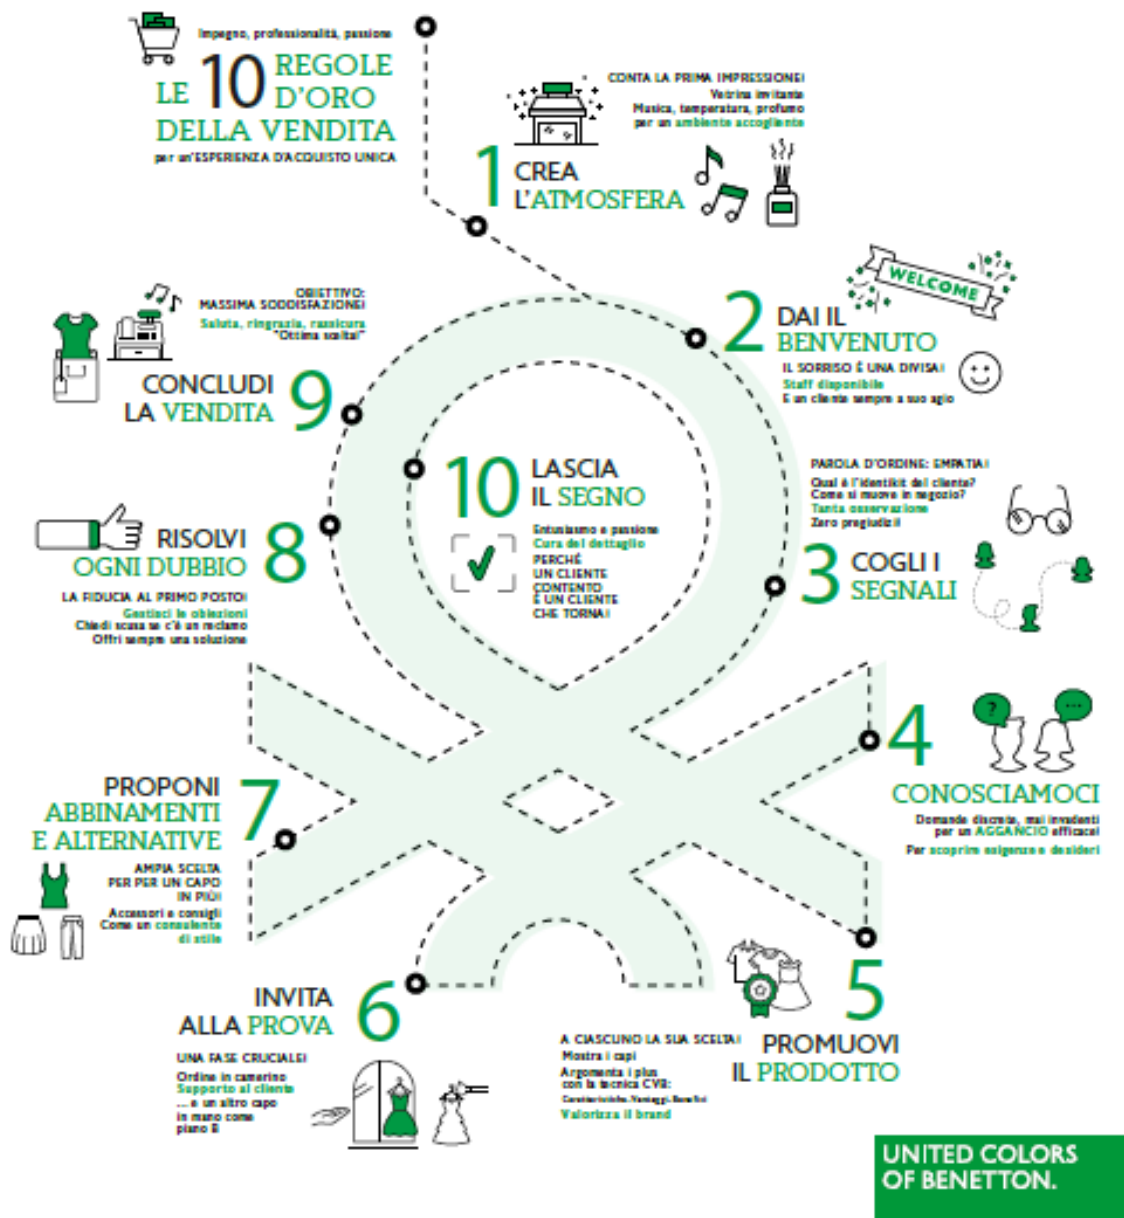 Impegno, professionalità, passione
LE 10 REGOLE
D'ORO
DELLA VENDITA
per un'ESPERIENZA D'ACQUISTO UNICA
CONTA LA PRIMA IMPRESSIONE!
Vetrina invitante
Musica, temperatura, profumo
per un ambiente accogliente
1 CREA
L'ATMOSFERA
WELCOME
2 DAI IL
BENVENUTO
IL SORRISO È UNA DIVISA!
Staff disponibile
E un cliente sempre a suo agio
PAROLA D'ORDINE: EMPATIA!
Qual è l'identikit del cliente?
Come si muove in negozio?
Tanta osservazione
Zero pregiudizi!
3 COGLI I
SEGNALI
? ...
4
CONOSCIAMOCI
Domande discrete, mai invadenti
per un AGGANCIO efficace!
Per scoprire esigenze e desideri
5
PROMUOVI
IL PRODOTTO
A CIASCUNO LA SUA SCELTA!
Mostra i capi
Argomenta i plus
con la tecnica CVB:
Caratteristiche-Vantaggi-Benefici
Valorizza il brand
INVITA
ALLA PROVA 6
UNA FASE CRUCIALE!
Ordine in camerino
Supporto al cliente
... e un altro capo
in mano come
piano B
PROPONI
ABBINAMENTI
E ALTERNATIVE 7
AMPIA SCELTA
PER PER UN CAPO
IN PIÙ!
Accessori e consigli
Come un consulente
di stile
RISOLVI
OGNI DUBBIO 8
LA FIDUCIA AL PRIMO POSTO!
Gestisci le obiezioni
Chiedi scusa se c'è un reclamo
Offri sempre una soluzione
OBIETTIVO:
MASSIMA SODDISFAZIONE!
Saluta, ringrazia, rassicura
"Ottima scelta!"
CONCLUDI
LA VENDITA 9
10 LASCIA
IL SEGNO
Entusiasmo e passione
Cura del dettaglio
PERCHÉ
UN CLIENTE
CONTENTO
È UN CLIENTE
CHE TORNA!
UNITED COLORS
OF BENETTON.